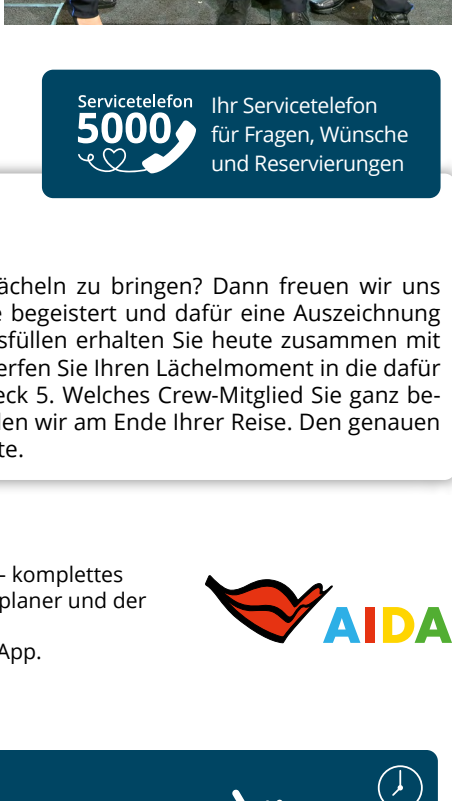 Servicetelefon
5000
Ihr Servicetelefon
für Fragen, Wünsche
und Reservierungen
ächeln zu bringen? Dann freuen wir uns
begeistert und dafür eine Auszeichnung
sfüllen erhalten Sie heute zusammen mit
erfen Sie Ihren Lächelmoment in die dafür
eck 5. Welches Crew-Mitglied Sie ganz be-
den wir am Ende Ihrer Reise. Den genauen
te.
– komplettes
planer und der
App.
AIDA